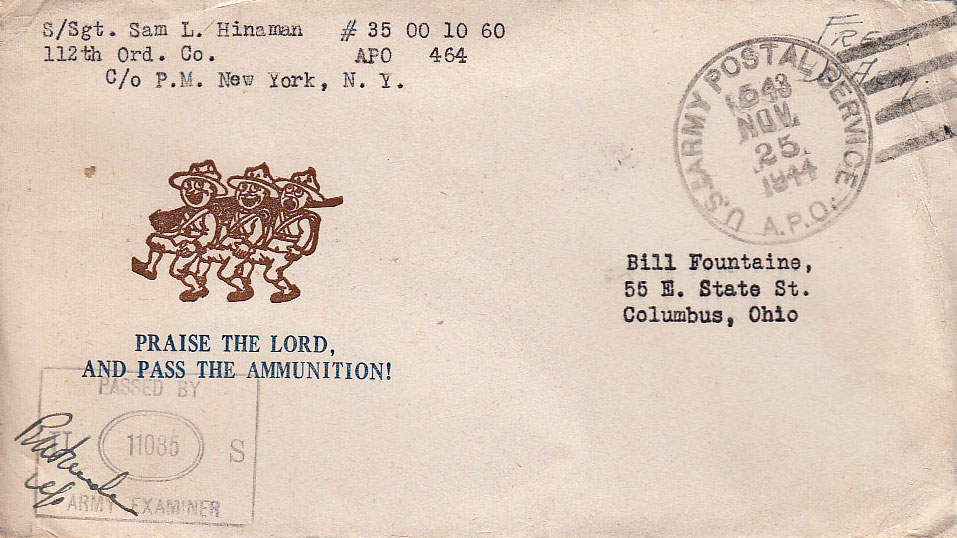 S/Sgt. Sam L. Hinaman # 35 00 10 60
112th Ord. Co. APO 464
C/o P.M. New York, N. Y.
Free
U.S. ARMY POSTAL SERVICE
NOV.
25
1944
A.P.O.
Bill Fountaine,
55 E. State St.
Columbus, Ohio
PRAISE THE LORD,
AND PASS THE AMMUNITION!
PASSED BY
U 11086 S
ARMY EXAMINER